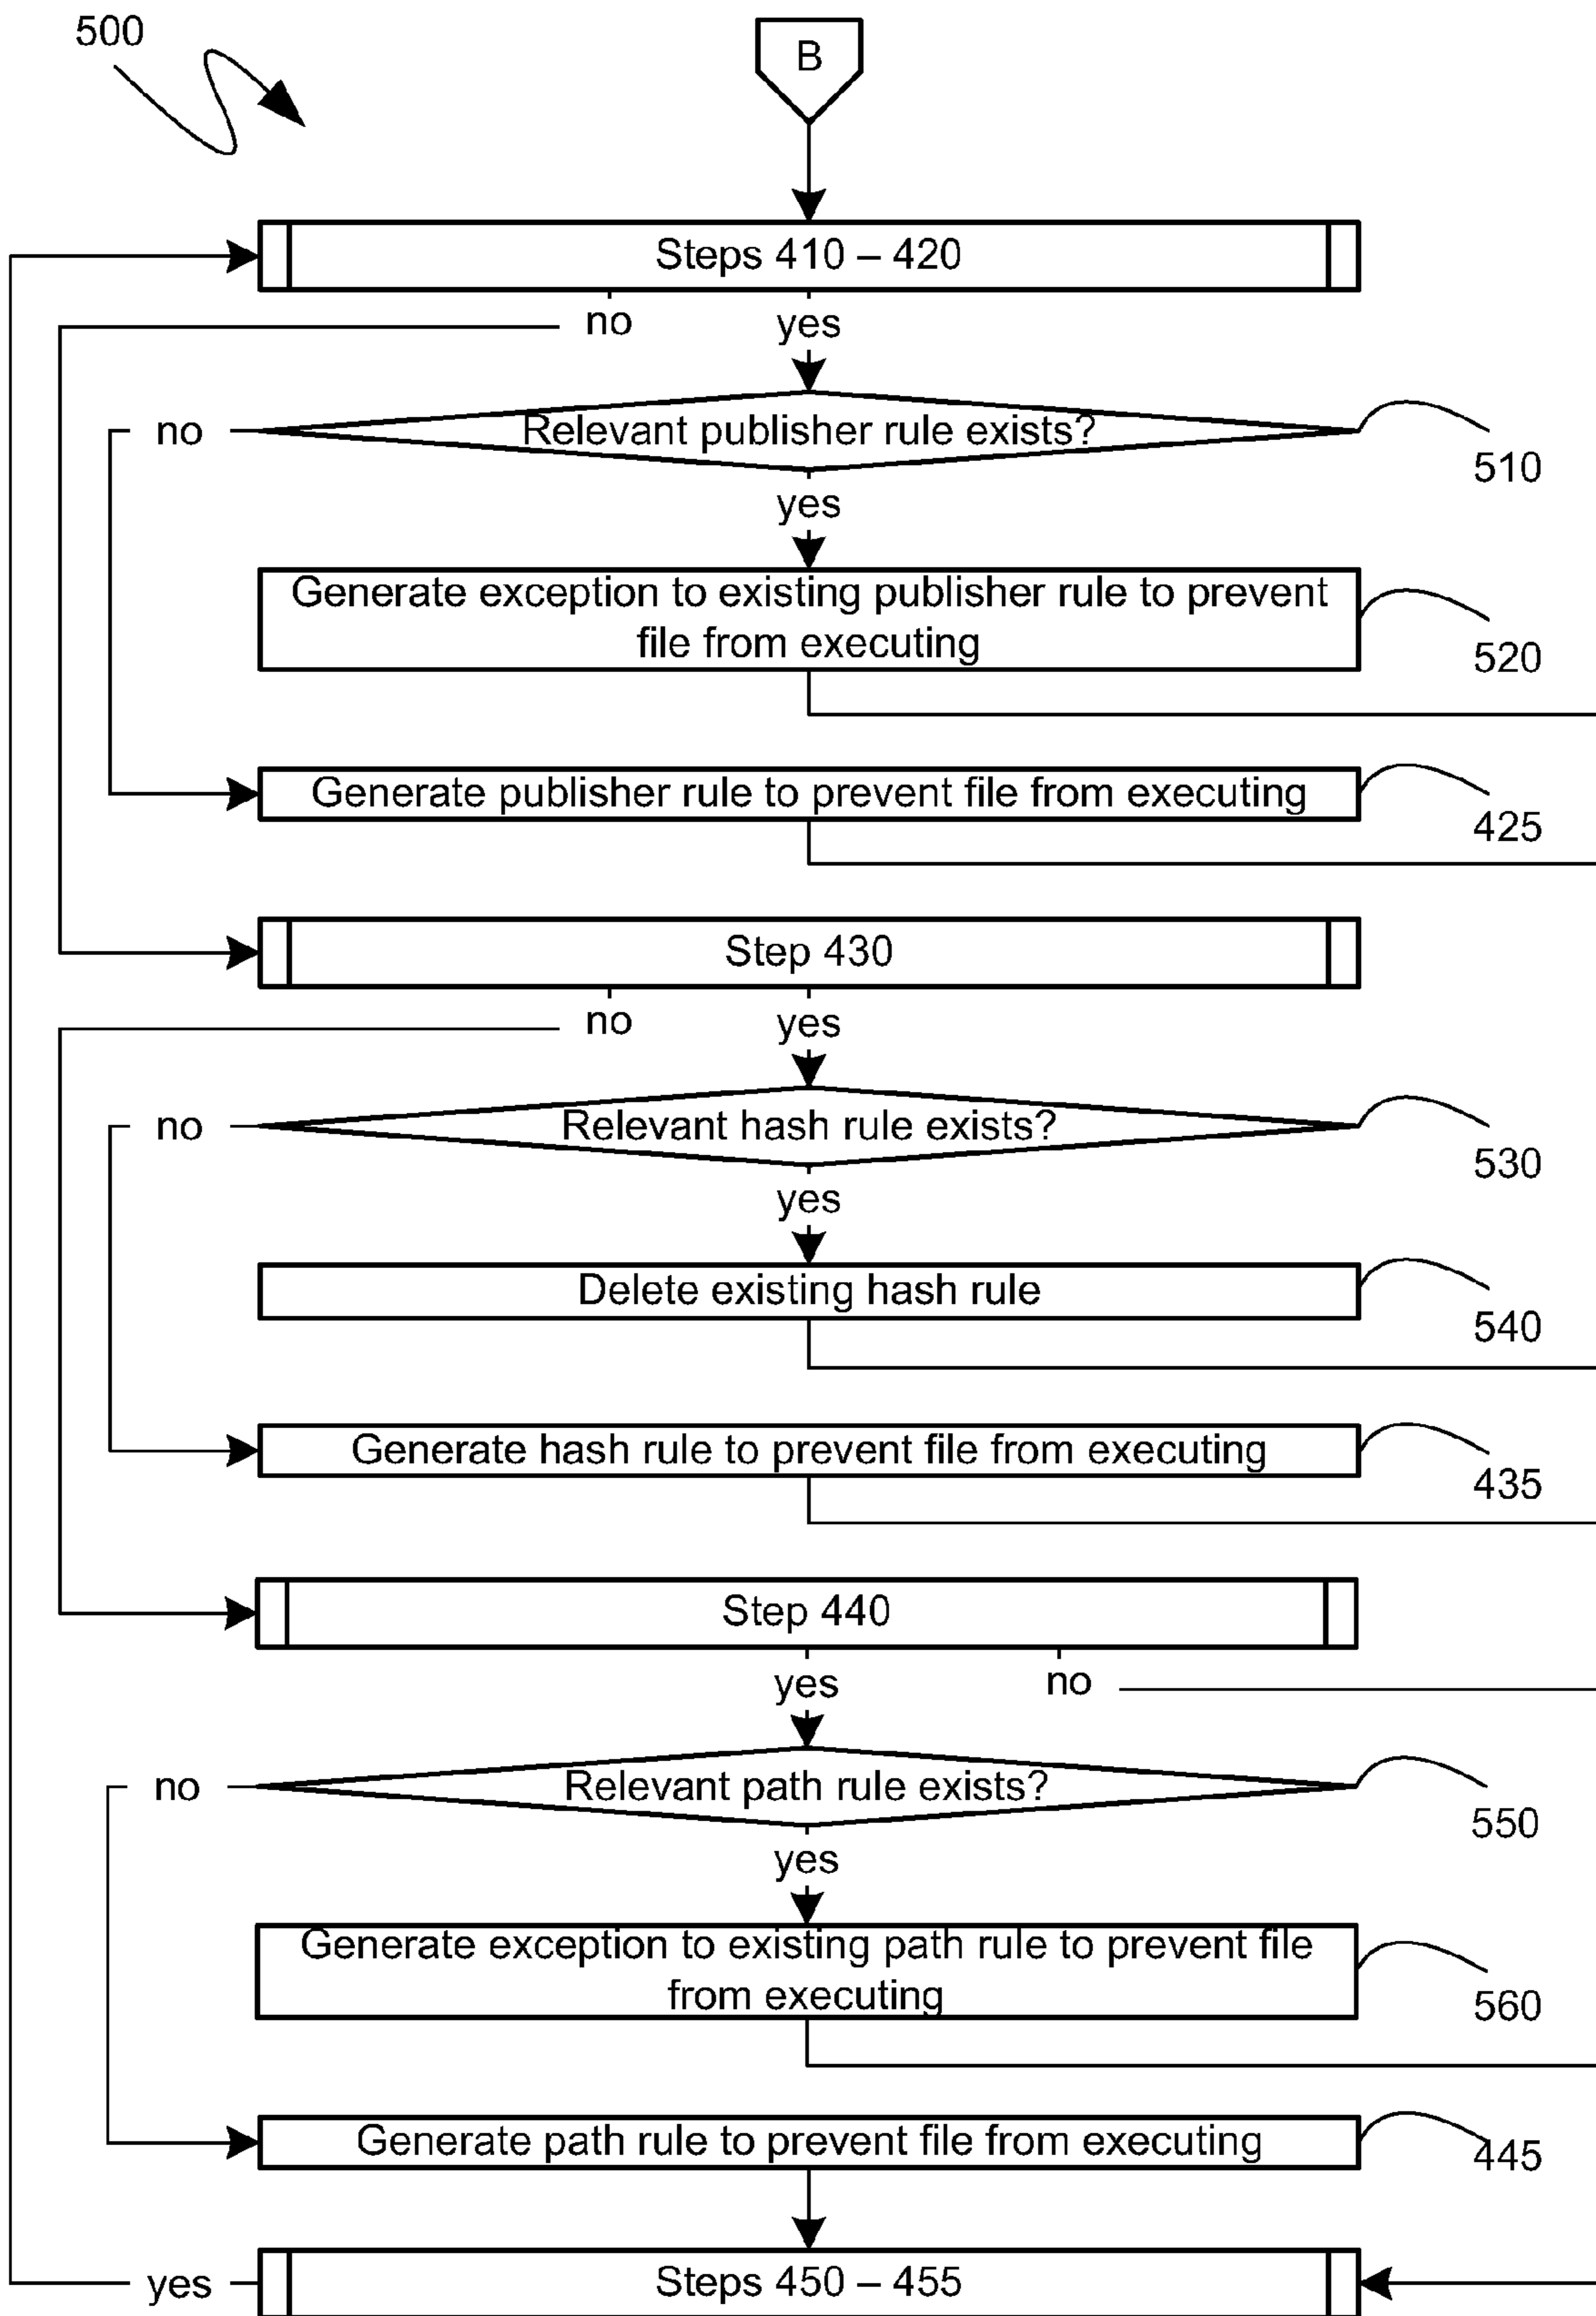 500
B
Steps 410 – 420
no
yes
no
Relevant publisher rule exists?
510
yes
Generate exception to existing publisher rule to prevent
file from executing
520
Generate publisher rule to prevent file from executing
425
Step 430
no
yes
no
Relevant hash rule exists?
530
yes
Delete existing hash rule
540
Generate hash rule to prevent file from executing
435
Step 440
yes
no
no
Relevant path rule exists?
550
yes
Generate exception to existing path rule to prevent file
from executing
560
Generate path rule to prevent file from executing
445
yes
Steps 450 – 455